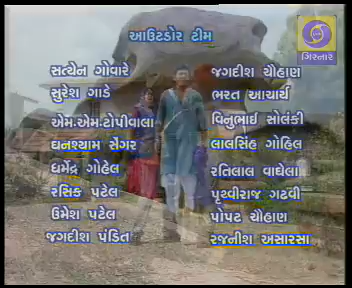 આઉટડોર ટીમ
ગિરનાર
સત્યેન ગોવારે
સુરેશ ગાડે
એમ.એમ.ટોપીવાલા
ઘનશ્યામ સેંગર
ધર્મેન્દ્ર ગોહેલ
રસિક પટેલ
ઉમેશ પટેલ
જગદીશ પંડિત
જગદીશ ચૌહાણ
ભરત આચાર્ય
વિનુભાઈ સોલંકી
લાલસિંહ ગોહિલ
રતિલાલ વાઘેલા
પૃથ્વીરાજ ગઢવી
પોપટ ચૌહાણ
રજનીશ અસારસા